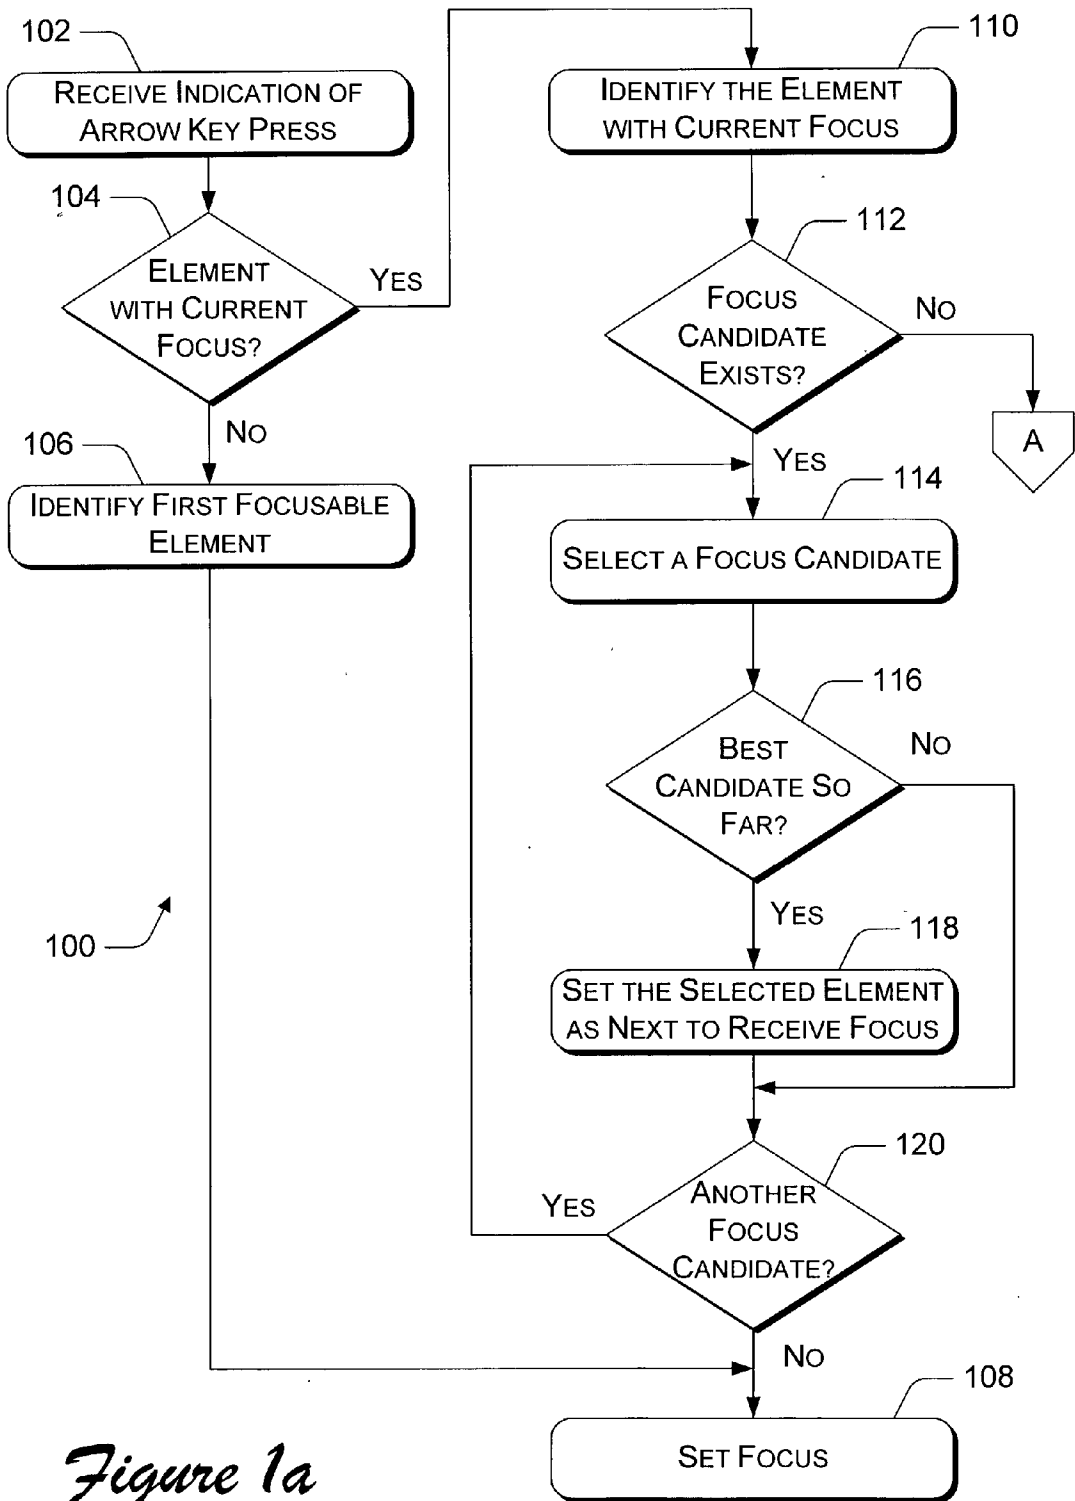 102
RECEIVE INDICATION OF
ARROW KEY PRESS
104
ELEMENT
WITH CURRENT
FOCUS?
YES
NO
106
IDENTIFY FIRST FOCUSABLE
ELEMENT
100
110
IDENTIFY THE ELEMENT
WITH CURRENT FOCUS
112
FOCUS
CANDIDATE
EXISTS?
NO
A
YES
114
SELECT A FOCUS CANDIDATE
116
BEST
CANDIDATE SO
FAR?
NO
YES
118
SET THE SELECTED ELEMENT
AS NEXT TO RECEIVE FOCUS
120
ANOTHER
FOCUS
CANDIDATE?
YES
NO
108
SET FOCUS
Figure 1a